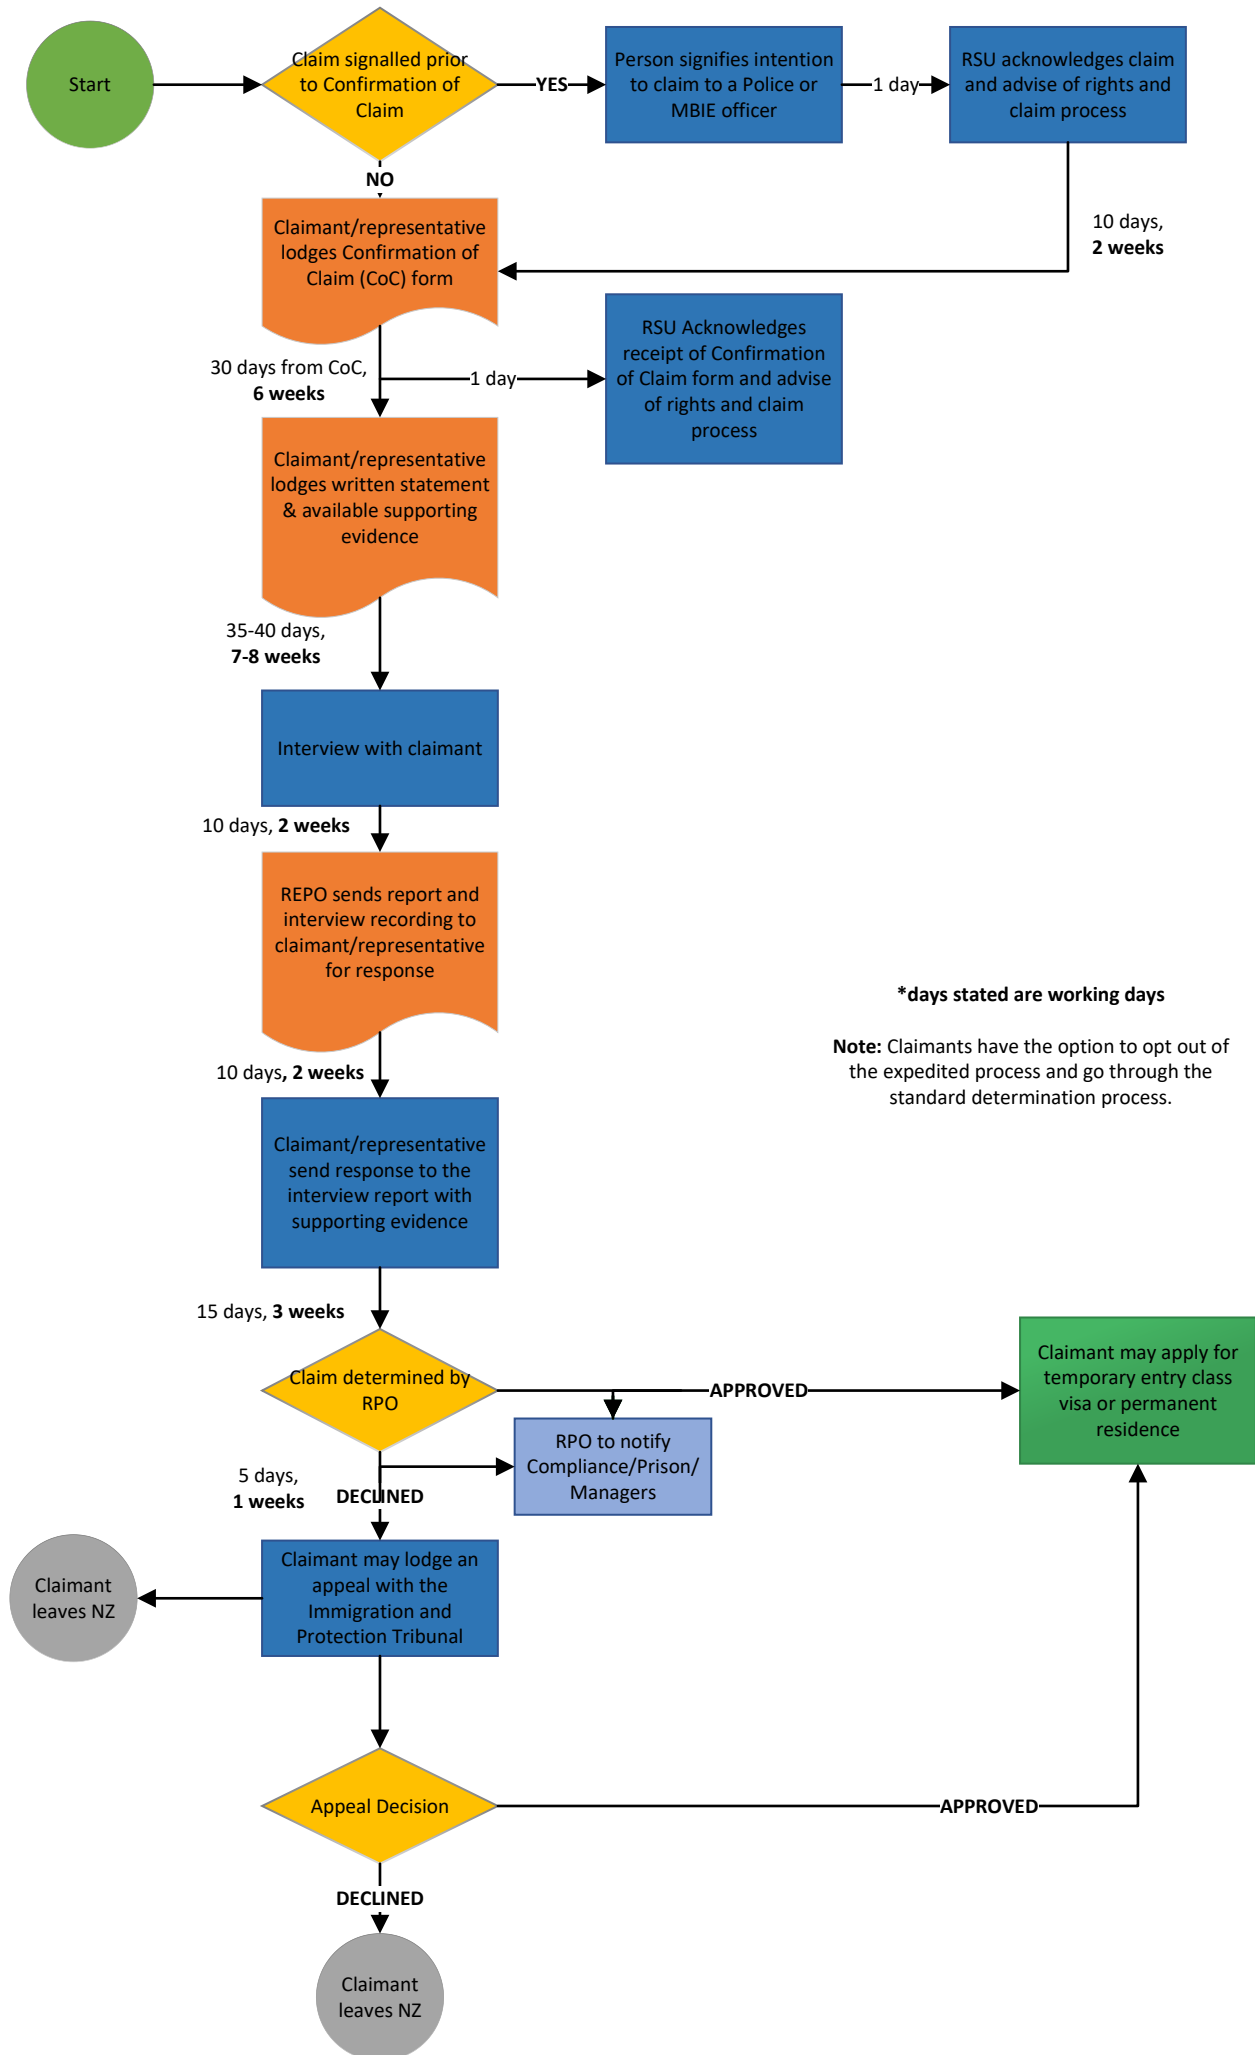 Start
Claim signalled prior
to Confirmation of
Claim
YES
Person signifies intention
to claim to a Police or
MBIE officer
1 day
RSU acknowledges claim
and advise of rights and
claim process
NO
10 days,
2 weeks
Claimant/representative
lodges Confirmation of
Claim (CoC) form
30 days from CoC,
6 weeks
1 day
RSU Acknowledges
receipt of Confirmation
of Claim form and advise
of rights and claim
process
Claimant/representative
lodges written statement
& available supporting
evidence
35-40 days,
7-8 weeks
Interview with claimant
10 days, 2 weeks
REPO sends report and
interview recording to
claimant/representative
for response
*days stated are working days
Note: Claimants have the option to opt out of
the expedited process and go through the
standard determination process.
10 days, 2 weeks
Claimant/representative
send response to the
interview report with
supporting evidence
15 days, 3 weeks
Claim determined by
RPO
APPROVED
Claimant may apply for
temporary entry class
visa or permanent
residence
RPO to notify
Compliance/Prison/
Managers
5 days,
1 weeks
DECLINED
Claimant may lodge an
appeal with the
Immigration and
Protection Tribunal
Claimant
leaves NZ
Appeal Decision
APPROVED
DECLINED
Claimant
leaves NZ